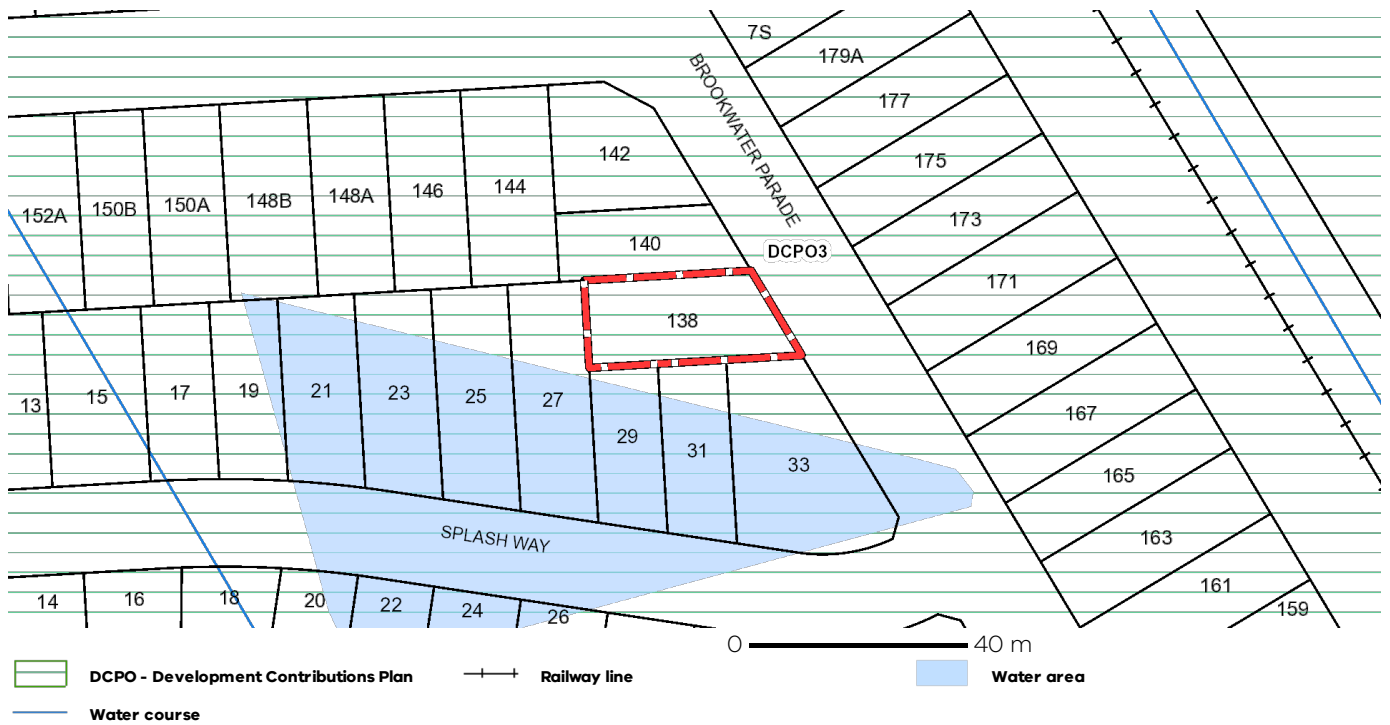 7S
179A
BROOKWATER PARADE
177
142
175
144
146
148A
148B
150A
150B
152A
173
140
DCPO3
171
138
169
27
25
23
21
19
17
15
13
167
29
31
33
165
SPLASH WAY
163
161
159
14
16
18
20
22
24
26
0 40 m
DCPO - Development Contributions Plan
Railway line
Water area
Water course